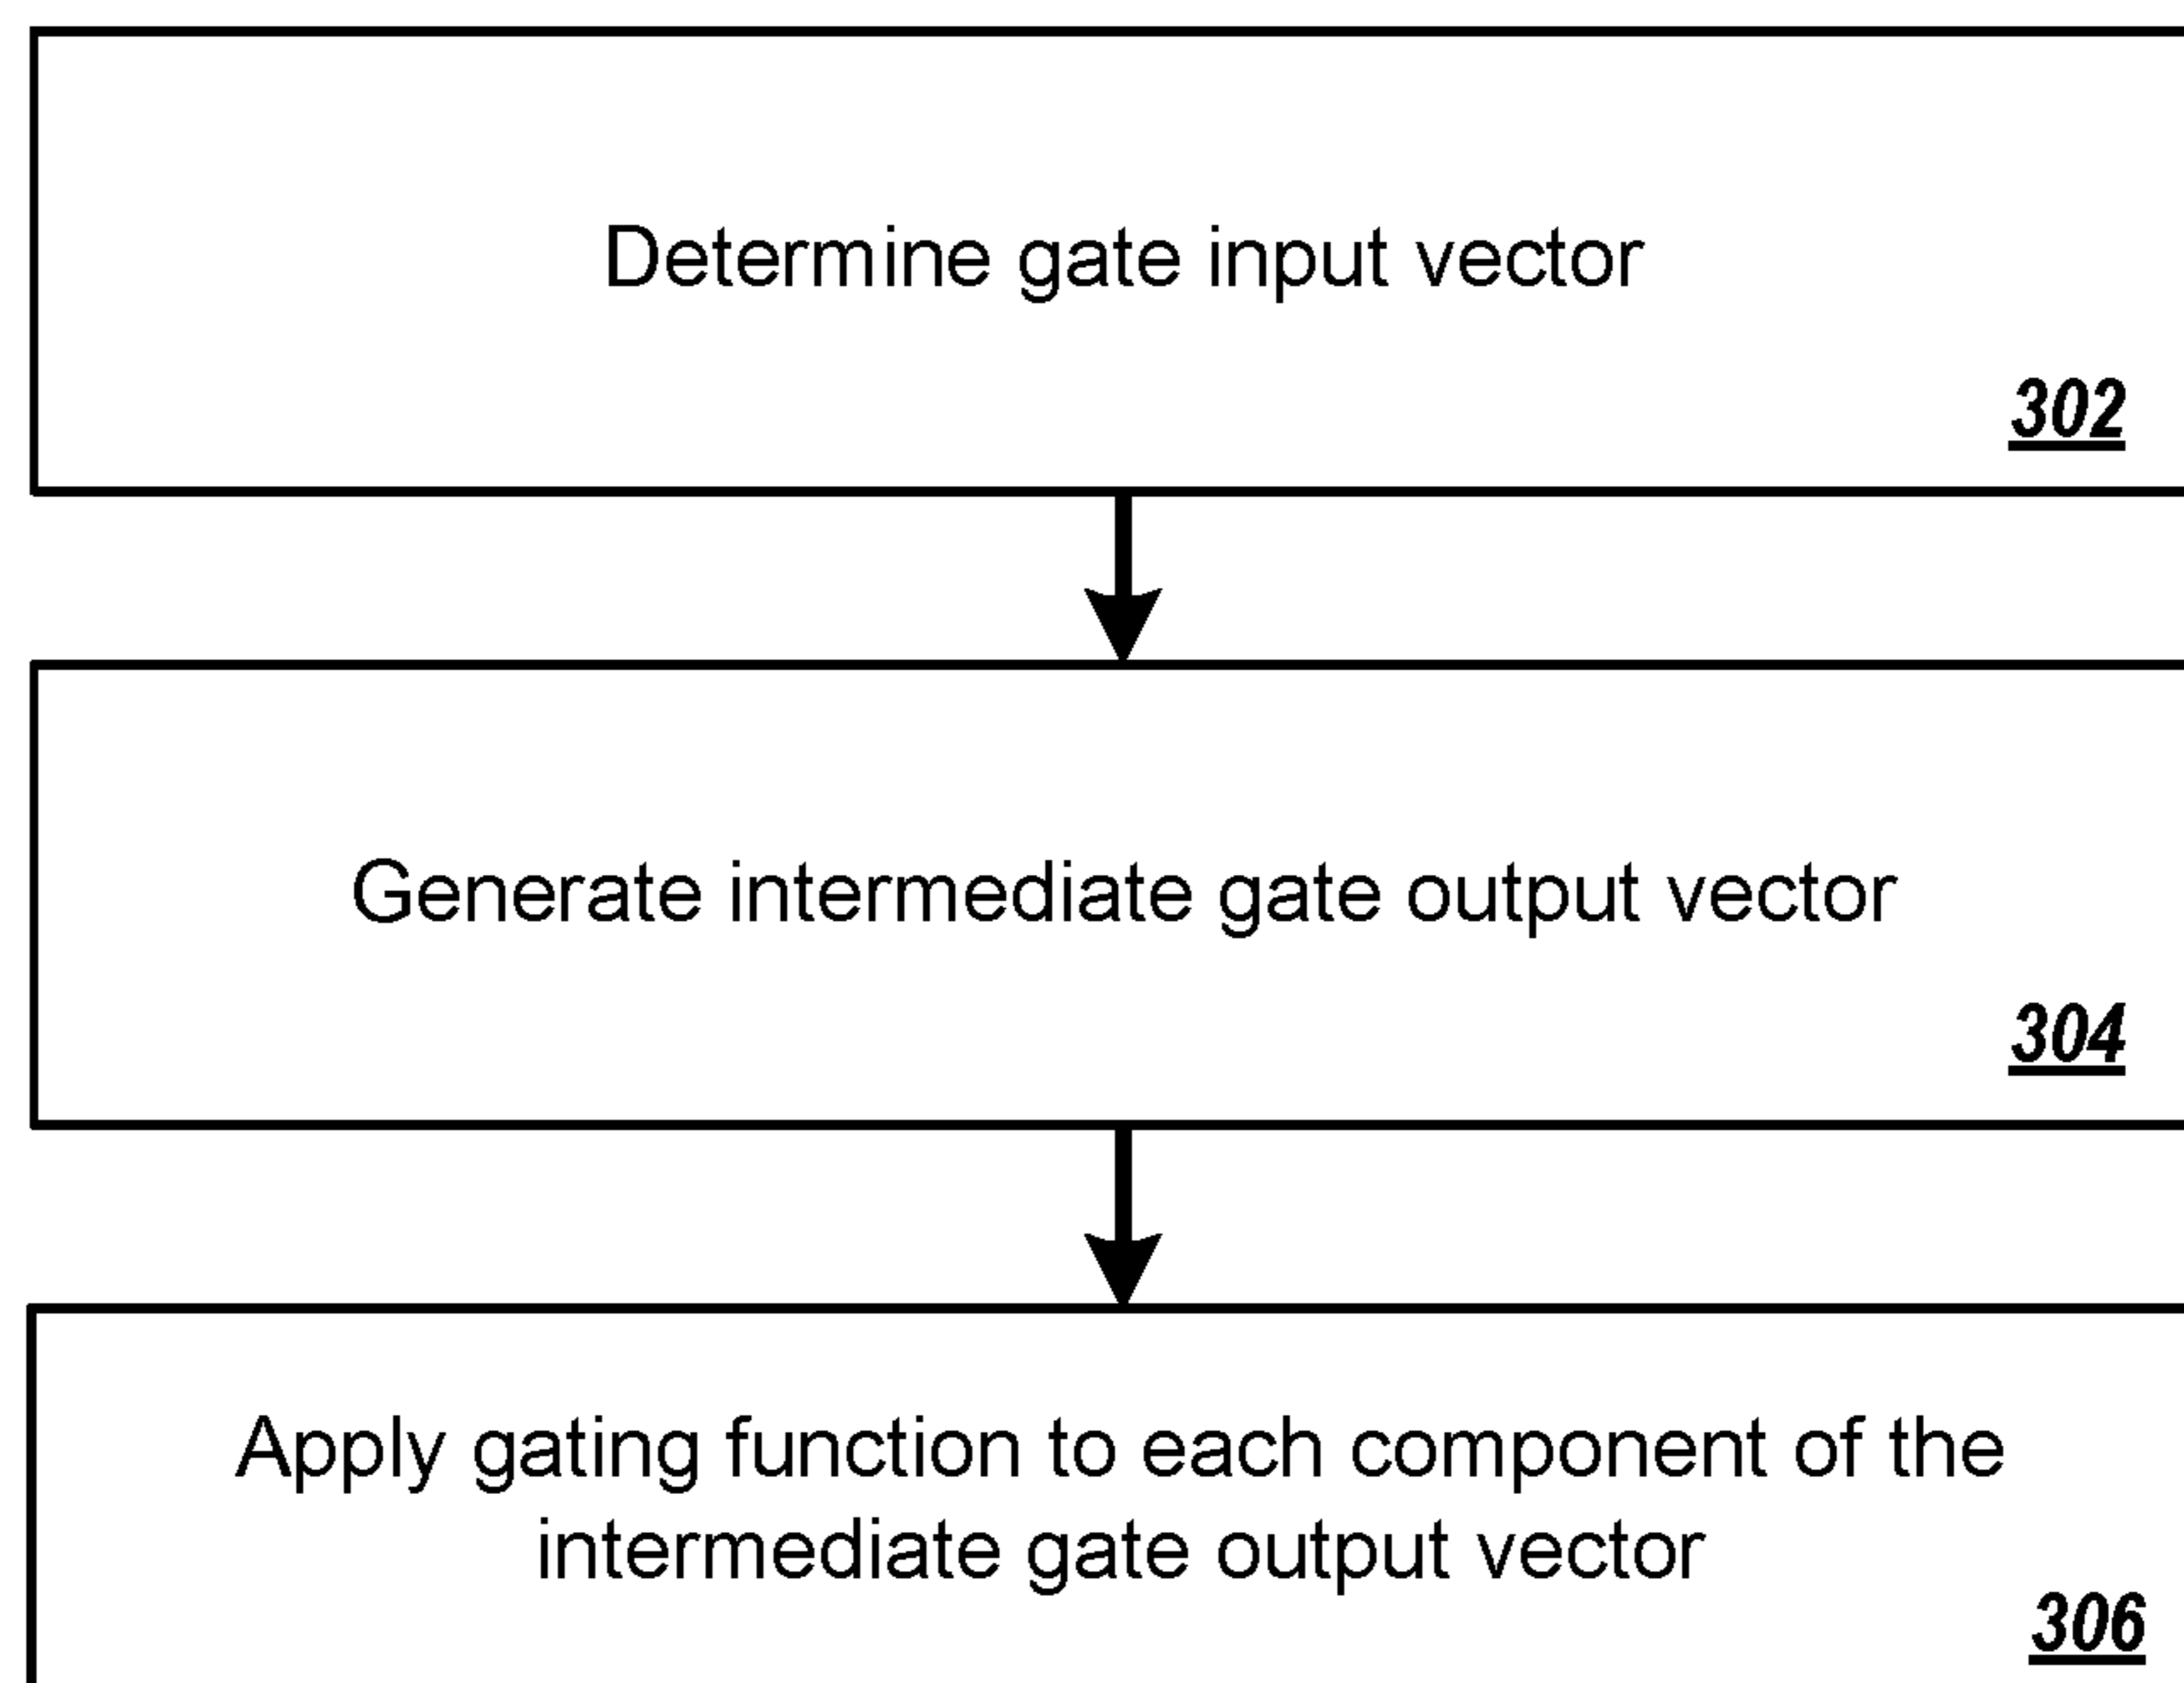 Determine gate input vector
302
Generate intermediate gate output vector
304
Apply gating function to each component of the
intermediate gate output vector
306